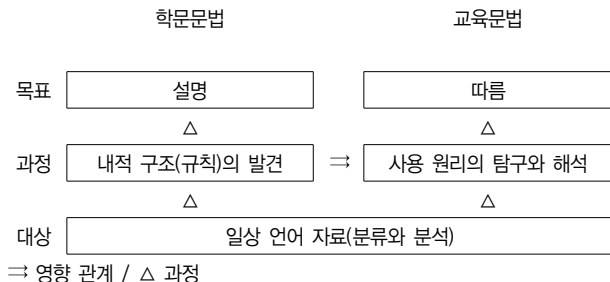 학문문법 교육문법
목표 설명 따름
△ △
과정 내적 구조(규칙)의 발견 ⇉ 사용 원리의 탐구와 해석
△ △
대상 일상 언어 자료(분류와 분석)
⇉ 영향 관계 / △ 과정